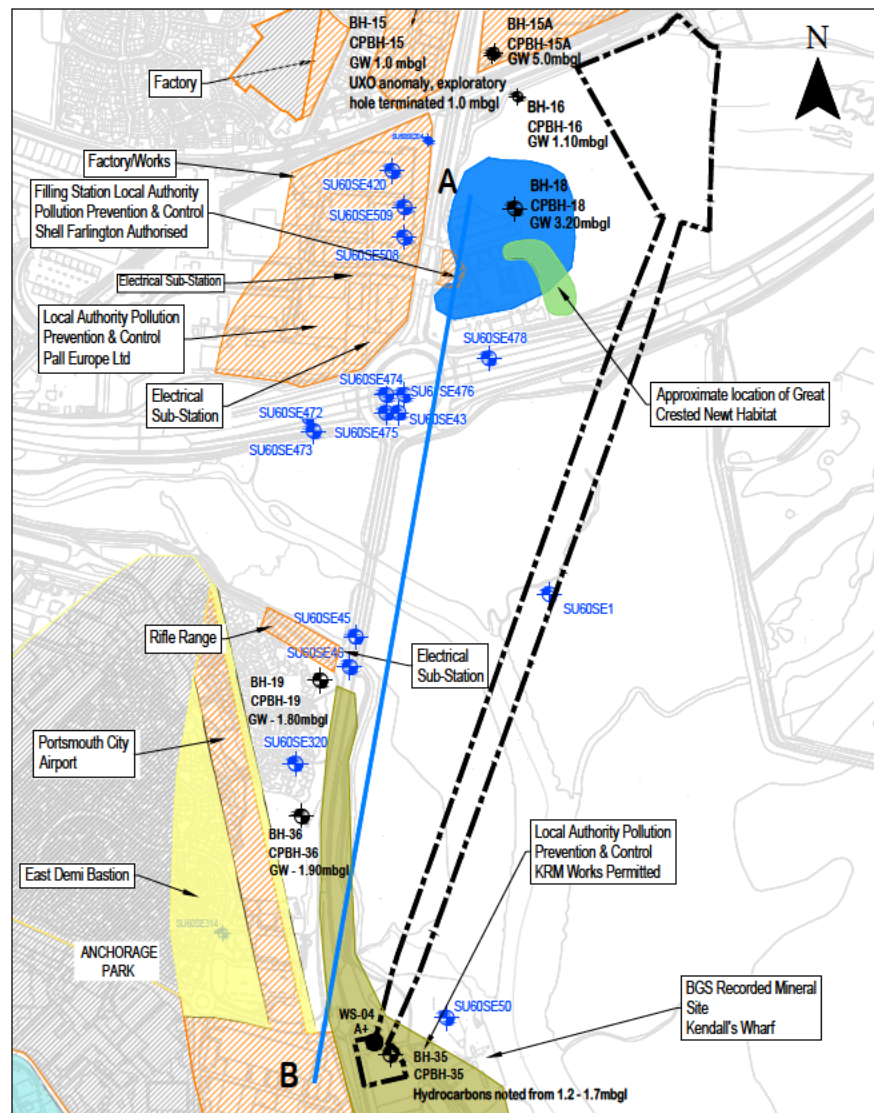 BH-15
CPBH-15
GW 1.0 mbgl
UXO anomaly, exploratory
hole terminated 1.0 mbgl
BH-15A
CPBH-15A
GW 5.0mbgl
N
Factory
BH-16
CPBH-16
GW 1.10mbgl
Factory/Works
SU60SE420
A
BH-18
CPBH-18
GW 3.20mbgl
Filling Station Local Authority
Pollution Prevention & Control
Shell Farlington Authorised
SU60SE509
SU60SE508
Electrical Sub-Station
Local Authority Pollution
Prevention & Control
Pall Europe Ltd
SU60SE478
Electrical
Sub-Station
SU60SE474
SU60SE476
Approximate location of Great
Crested Newt Habitat
SU60SE472
SU60SE475
SU60SE43
SU60SE473
SU60SE1
Rifle Range
SU60SE45
SU60SE46
Electrical
Sub-Station
BH-19
CPBH-19
GW - 1.80mbgl
Portsmouth City
Airport
SU60SE320
BH-36
CPBH-36
GW - 1.90mbgl
Local Authority Pollution
Prevention & Control
KRM Works Permitted
East Demi Bastion
SU60SE314
ANCHORAGE
PARK
BGS Recorded Mineral
Site
Kendall's Wharf
SU60SE50
WS-04
A+
B
BH-35
CPBH-35
Hydrocarbons noted from 1.2 - 1.7mbgl